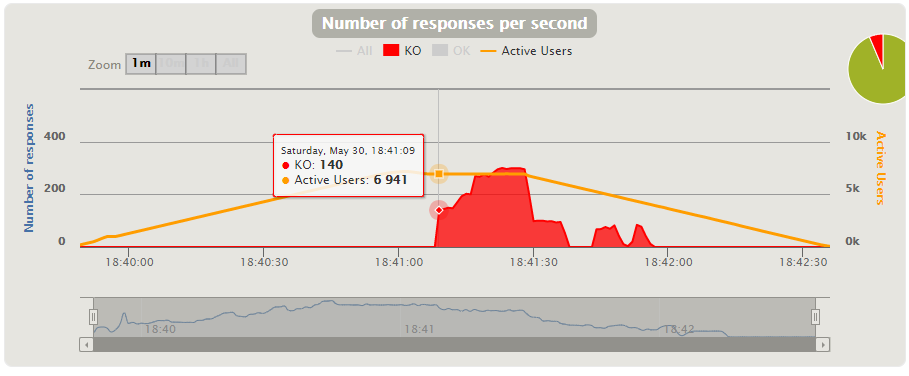 Number of responses per second
All KO OK Active Users
Zoom 1m 10m 1h All
Number of responses
400
200
0
10k
5k
0k
Active Users
Saturday, May 30, 18:41:09
KO: 140
Active Users: 6 941
18:40:00 18:40:30 18:41:00 18:41:30 18:42:00 18:42:30
18:40 18:41 18:42